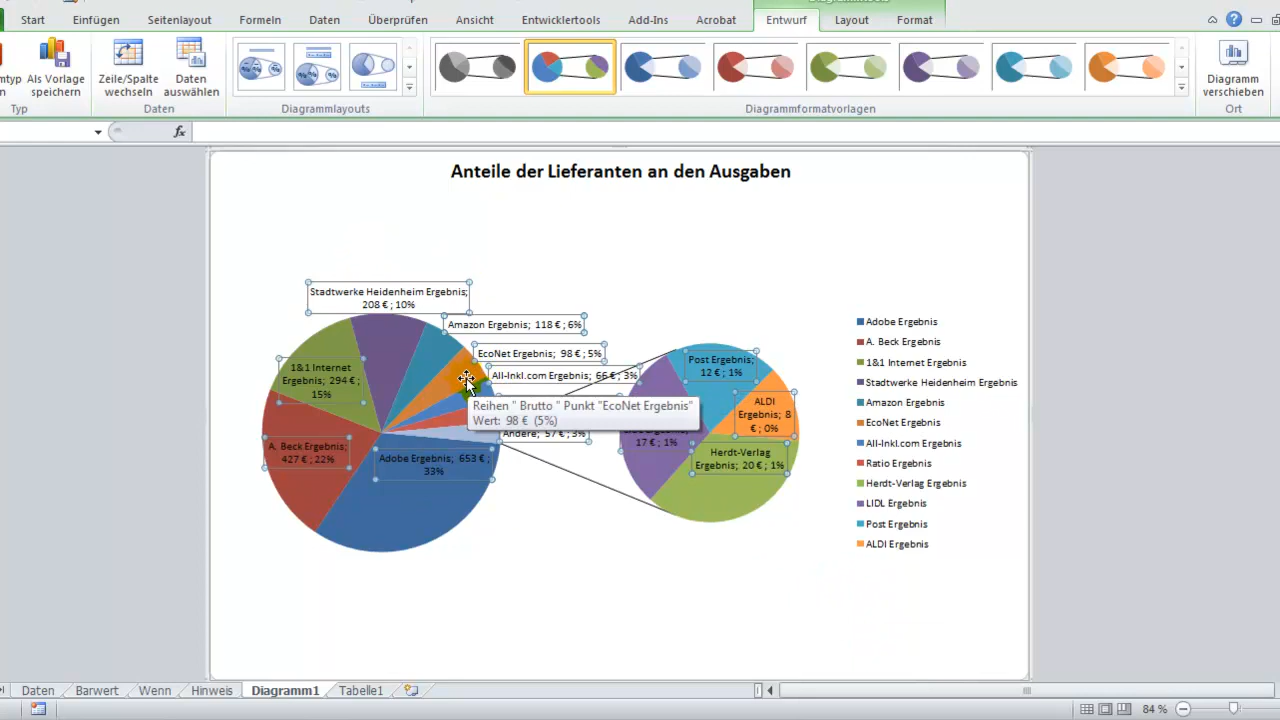 Start Einfügen Seitenlayout Formeln Daten Überprüfen Ansicht Entwicklertools Add-Ins Acrobat Entwurf Layout Format
Als Vorlage
speichern
Zeile/Spalte
wechseln
Daten
auswählen
Diagramm
verschieben
Typ Daten Diagrammlayouts Diagrammformatvorlagen Ort
fx
Anteile der Lieferanten an den Ausgaben
Stadtwerke Heidenheim Ergebnis;
208 € ; 10%
Amazon Ergebnis; 118 € ; 6%
EcoNet Ergebnis; 98 € ; 5%
All-Inkl.com Ergebnis; 66 € ; 3%
1&1 Internet
Ergebnis; 294 € ;
15%
Reihen " Brutto " Punkt "EcoNet Ergebnis"
Wert: 98 € (5%)
Andere; 57 € ; 3%
A. Beck Ergebnis;
427 € ; 22%
Adobe Ergebnis; 653 € ;
33%
Post Ergebnis;
12 € ; 1%
ALDI
Ergebnis; 8
€ ; 0%
17 € ; 1%
Herdt-Verlag
Ergebnis; 20 € ; 1%
Adobe Ergebnis
A. Beck Ergebnis
1&1 Internet Ergebnis
Stadtwerke Heidenheim Ergebnis
Amazon Ergebnis
EcoNet Ergebnis
All-Inkl.com Ergebnis
Ratio Ergebnis
Herdt-Verlag Ergebnis
LIDL Ergebnis
Post Ergebnis
ALDI Ergebnis
Daten Barwert Wenn Hinweis Diagramm1 Tabelle1
84 %